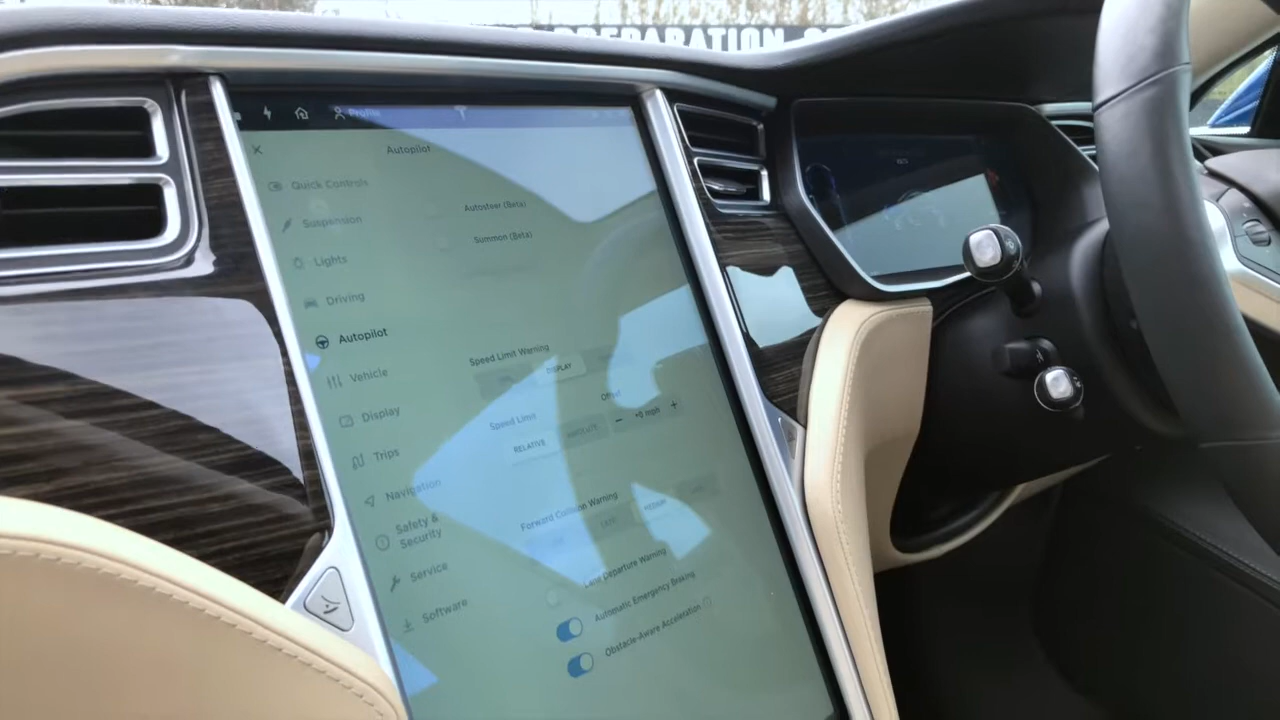 PREPARATION
Profile
Autopilot
Quick Controls
Suspension
Lights
Driving
Autopilot
Vehicle
Display
Trips
Navigation
Safety &
Security
Service
Software
Autosteer (Beta)
Summon (Beta)
Speed Limit Warning
DISPLAY
Speed Limit
Offset
RELATIVE
ABSOLUTE
− +0 mph +
Forward Collision Warning
LATE
MEDIUM
Lane Departure Warning
Automatic Emergency Braking
Obstacle-Aware Acceleration